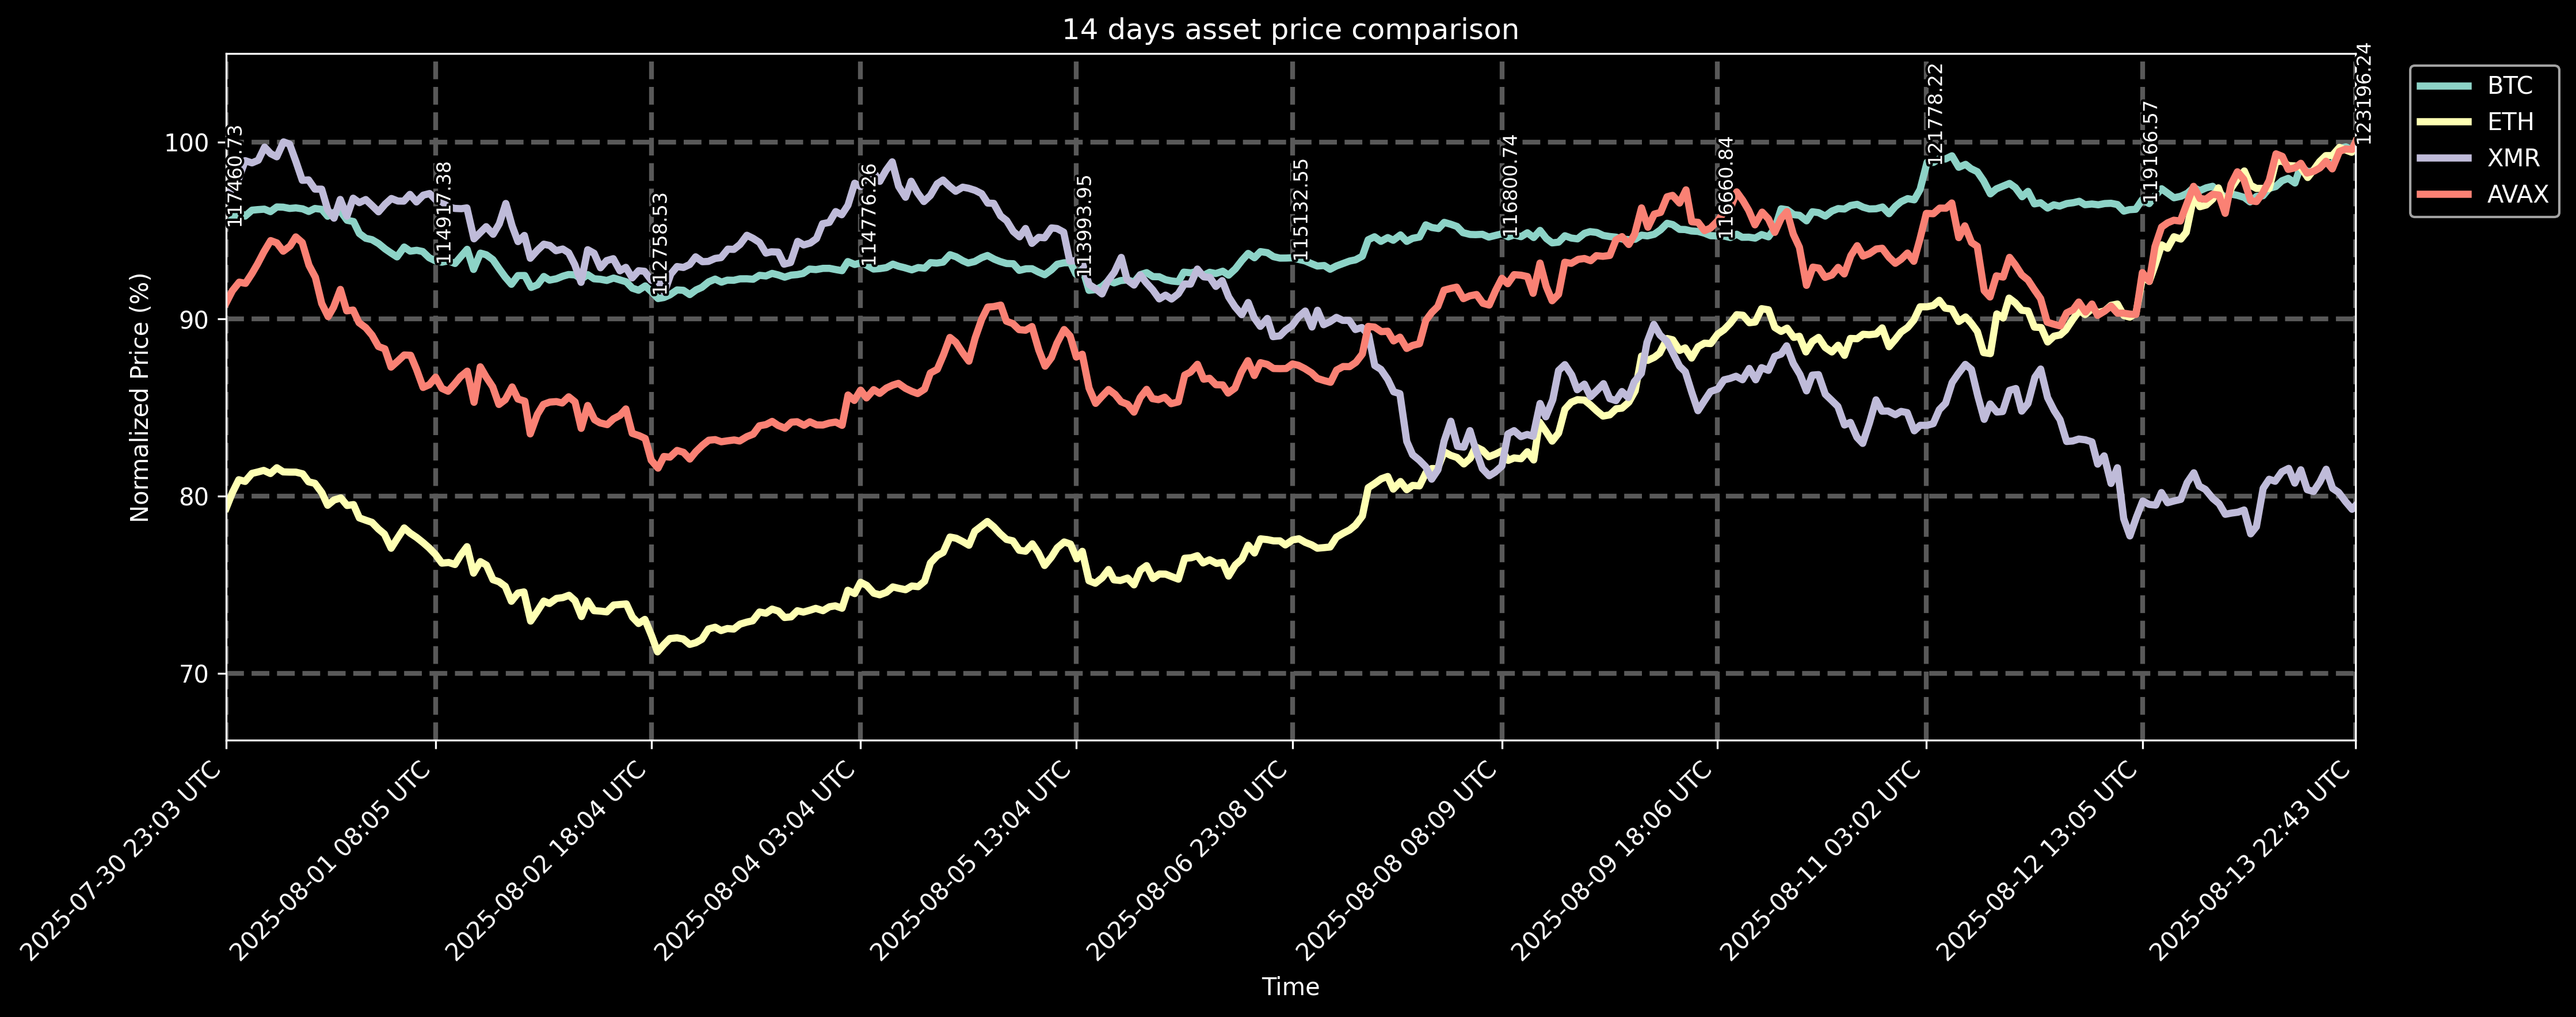 14 days asset price comparison
Normalized Price (%)
100
90
80
70
117460.73
114917.38
112758.53
114776.26
113993.95
115132.55
116800.74
116660.84
121778.22
119166.57
123196.24
BTC
ETH
XMR
AVAX
2025-07-30 23:03 UTC
2025-08-01 08:05 UTC
2025-08-02 18:04 UTC
2025-08-04 03:04 UTC
2025-08-05 13:04 UTC
2025-08-06 23:08 UTC
2025-08-08 08:09 UTC
2025-08-09 18:06 UTC
2025-08-11 03:02 UTC
2025-08-12 13:05 UTC
2025-08-13 22:43 UTC
Time